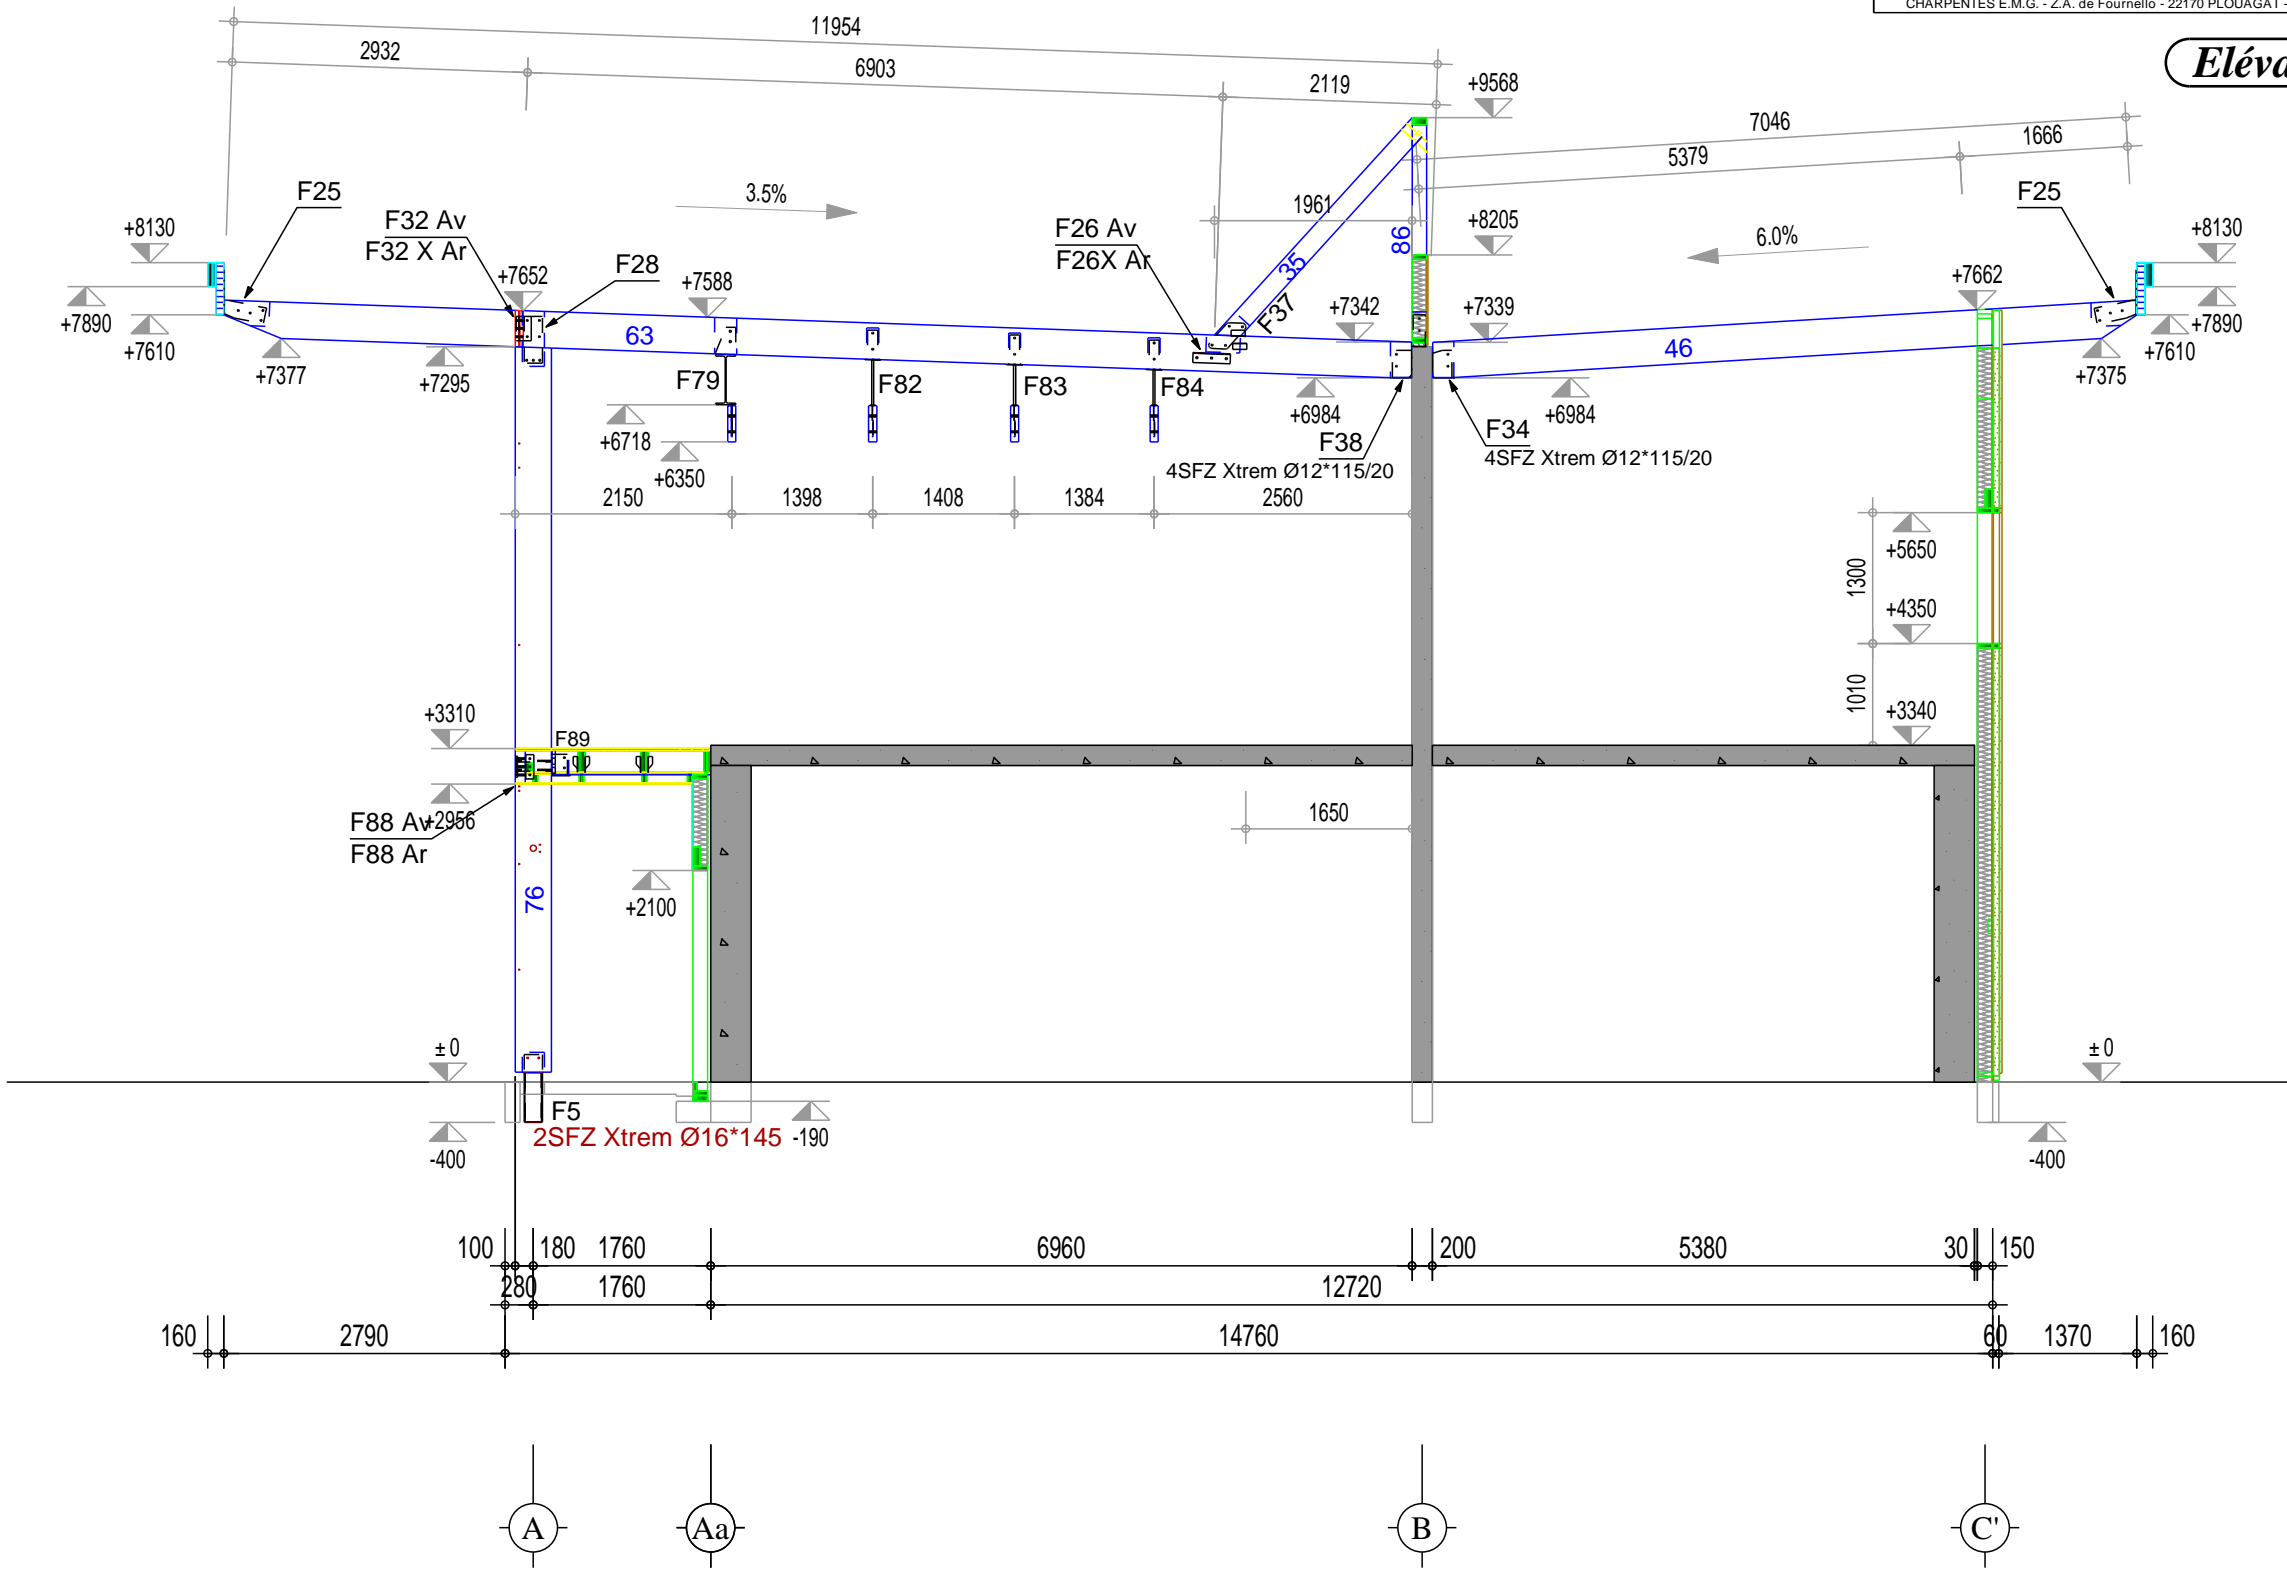 CHARPENTES E.M.G. - Z.A. de Fournello - 22170 PLOUAGAT -
11954
2932
6903
2119
+9568
7046
1666
5379
3.5%
6.0%
1961
F25
F32 Av
F32 X Ar
F28
F26 Av
F26X Ar
F25
+8130
+7890
+7610
+7377
+7652
+7588
+7295
63
35
F37
86
+8205
+7342
+7339
+7662
+8130
+7890
+7610
+7375
46
F79
F82
F83
F84
+6718
+6350
+6984
+6984
F38
4SFZ Xtrem Ø12*115/20
F34
4SFZ Xtrem Ø12*115/20
2150
1398
1408
1384
2560
+5650
1300
+4350
1010
+3340
+3310
F89
+2956
F88 Av
F88 Ar
1650
76
+2100
± 0
± 0
F5
2SFZ Xtrem Ø16*145
-190
-400
-400
100
180
1760
6960
200
5380
30
150
280
1760
12720
160
2790
14760
60
1370
160
A
Aa
B
C'